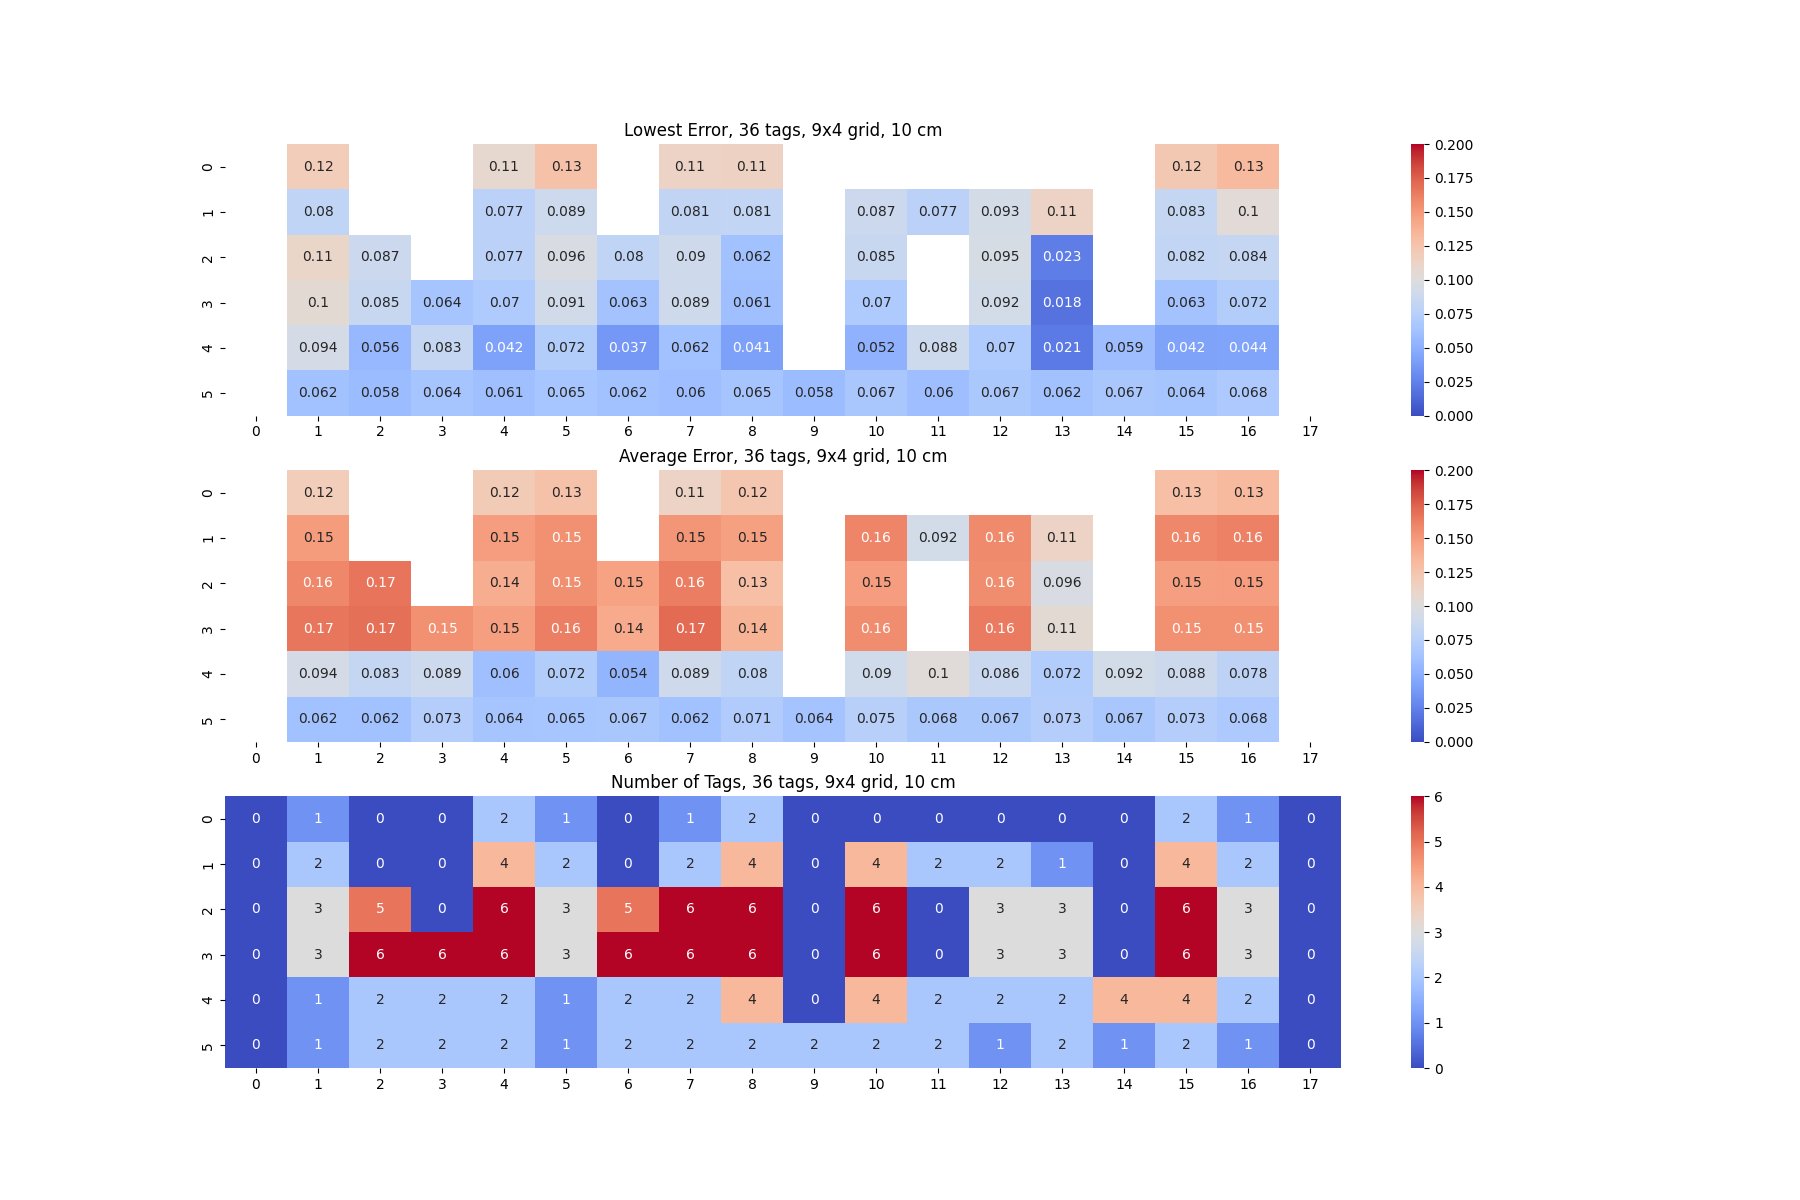 Lowest Error, 36 tags, 9x4 grid, 10 cm
0 0.12 0.11 0.13 0.11 0.11 0.12 0.13
1 0.08 0.077 0.089 0.081 0.081 0.087 0.077 0.093 0.11 0.083 0.1
2 0.11 0.087 0.077 0.096 0.08 0.09 0.062 0.085 0.095 0.023 0.082 0.084
3 0.1 0.085 0.064 0.07 0.091 0.063 0.089 0.061 0.07 0.092 0.018 0.063 0.072
4 0.094 0.056 0.083 0.042 0.072 0.037 0.062 0.041 0.052 0.088 0.07 0.021 0.059 0.042 0.044
5 0.062 0.058 0.064 0.061 0.065 0.062 0.06 0.065 0.058 0.067 0.06 0.067 0.062 0.067 0.064 0.068
0 1 2 3 4 5 6 7 8 9 10 11 12 13 14 15 16 17
0.200
0.175
0.150
0.125
0.100
0.075
0.050
0.025
0.000
Average Error, 36 tags, 9x4 grid, 10 cm
0 0.12 0.12 0.13 0.11 0.12 0.13 0.13
1 0.15 0.15 0.15 0.15 0.15 0.16 0.092 0.16 0.11 0.16 0.16
2 0.16 0.17 0.14 0.15 0.15 0.16 0.13 0.15 0.16 0.096 0.15 0.15
3 0.17 0.17 0.15 0.15 0.16 0.14 0.17 0.14 0.16 0.16 0.11 0.15 0.15
4 0.094 0.083 0.089 0.06 0.072 0.054 0.089 0.08 0.09 0.1 0.086 0.072 0.092 0.088 0.078
5 0.062 0.062 0.073 0.064 0.065 0.067 0.062 0.071 0.064 0.075 0.068 0.067 0.073 0.067 0.073 0.068
0 1 2 3 4 5 6 7 8 9 10 11 12 13 14 15 16 17
0.200
0.175
0.150
0.125
0.100
0.075
0.050
0.025
0.000
Number of Tags, 36 tags, 9x4 grid, 10 cm
0 0 1 0 0 2 1 0 1 2 0 0 0 0 0 0 2 1 0
1 0 2 0 0 4 2 0 2 4 0 4 2 2 1 0 4 2 0
2 0 3 5 0 6 3 5 6 6 0 6 0 3 3 0 6 3 0
3 0 3 6 6 6 3 6 6 6 0 6 0 3 3 0 6 3 0
4 0 1 2 2 2 1 2 2 4 0 4 2 2 2 4 4 2 0
5 0 1 2 2 2 1 2 2 2 2 2 2 1 2 1 2 1 0
0 1 2 3 4 5 6 7 8 9 10 11 12 13 14 15 16 17
6
5
4
3
2
1
0